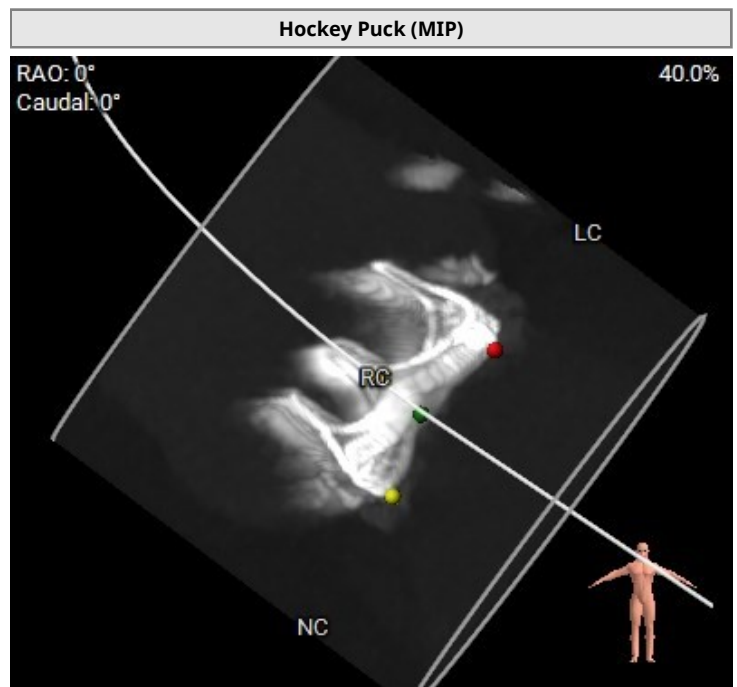 Hockey Puck (MIP)
RAO: 0°
40.0%
Caudal: 0°
LC
RC
NC